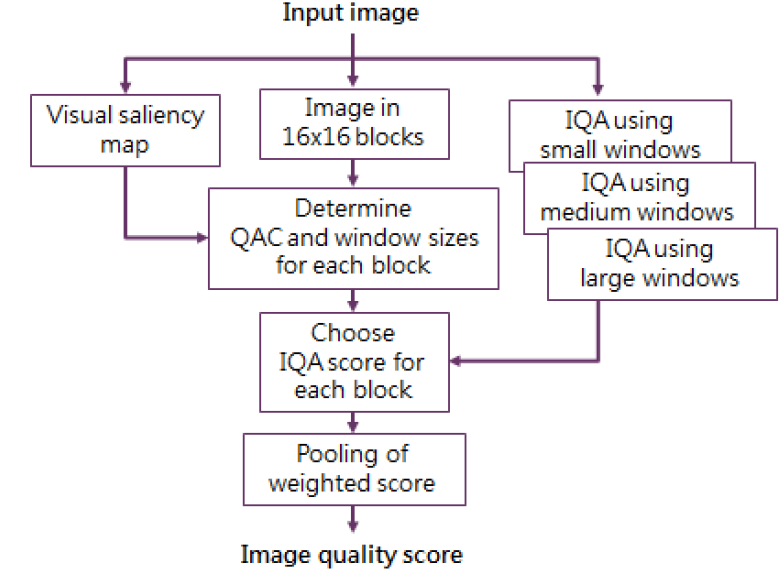 Input image
Visual saliency
map
Image in
16x16 blocks
IQA using
small windows
IQA using
medium windows
IQA using
large windows
Determine
QAC and window sizes
for each block
Choose
IQA score for
each block
Pooling of
weighted score
Image quality score